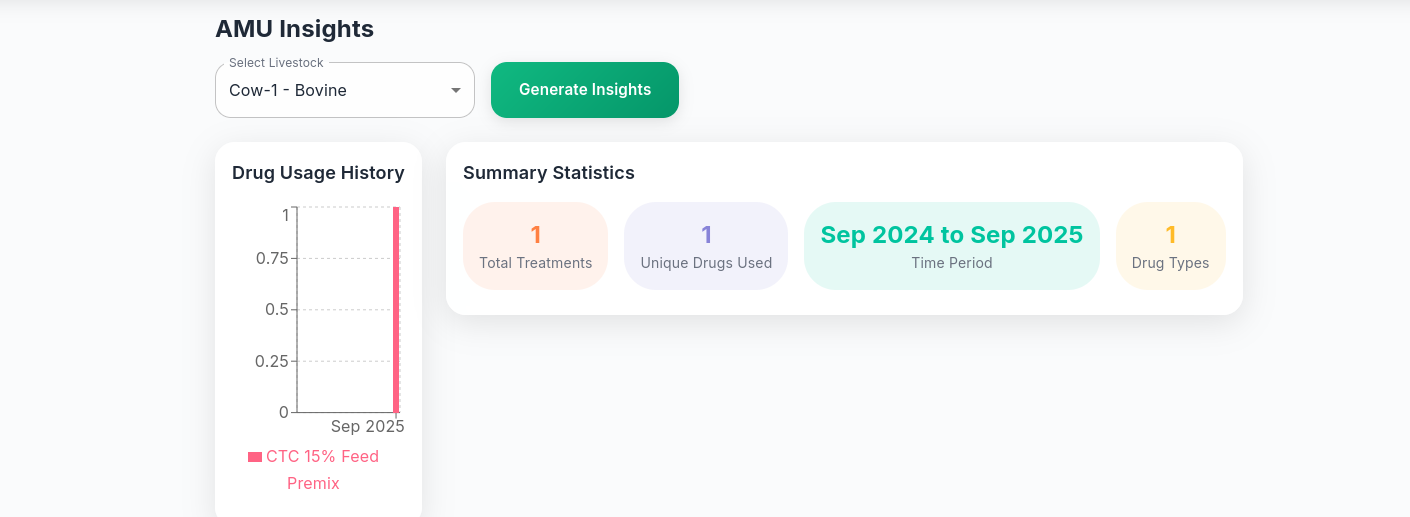 AMU Insights
Select Livestock
Cow-1 - Bovine
Generate Insights
Drug Usage History
1
0.75
0.5
0.25
0
Sep 2025
CTC 15% Feed
Premix
Summary Statistics
1
Total Treatments
1
Unique Drugs Used
Sep 2024 to Sep 2025
Time Period
1
Drug Types